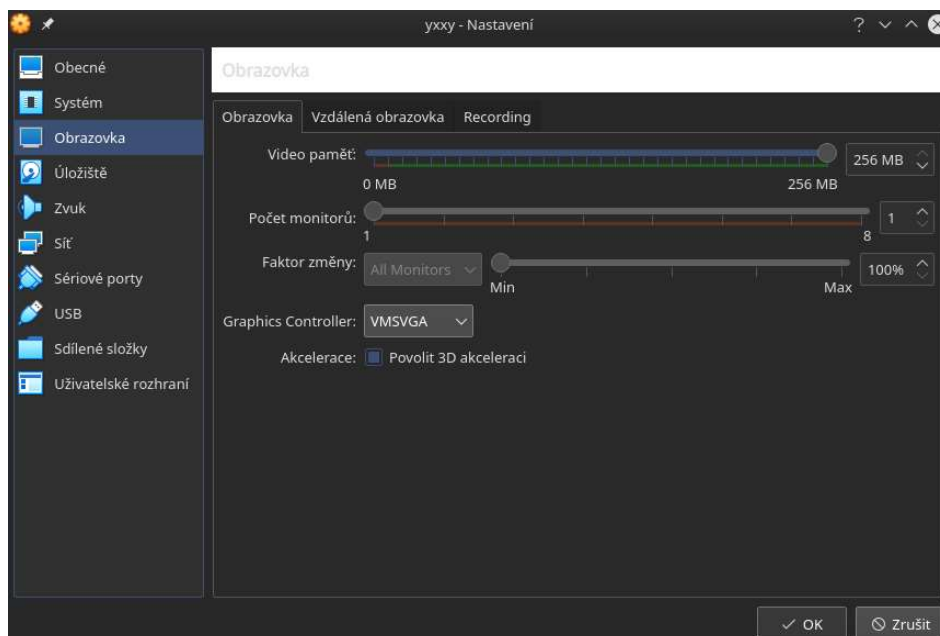 yxxy - Nastavení
Obecné
Systém
Obrazovka
Úložiště
Zvuk
Síť
Sériové porty
USB
Sdílené složky
Uživatelské rozhraní
Obrazovka
Obrazovka Vzdálená obrazovka Recording
Video paměť: 256 MB
0 MB 256 MB
Počet monitorů: 1
1 8
Faktor změny: All Monitors 100%
Min Max
Graphics Controller: VMSVGA
Akcelerace: Povolit 3D akceleraci
OK Zrušit